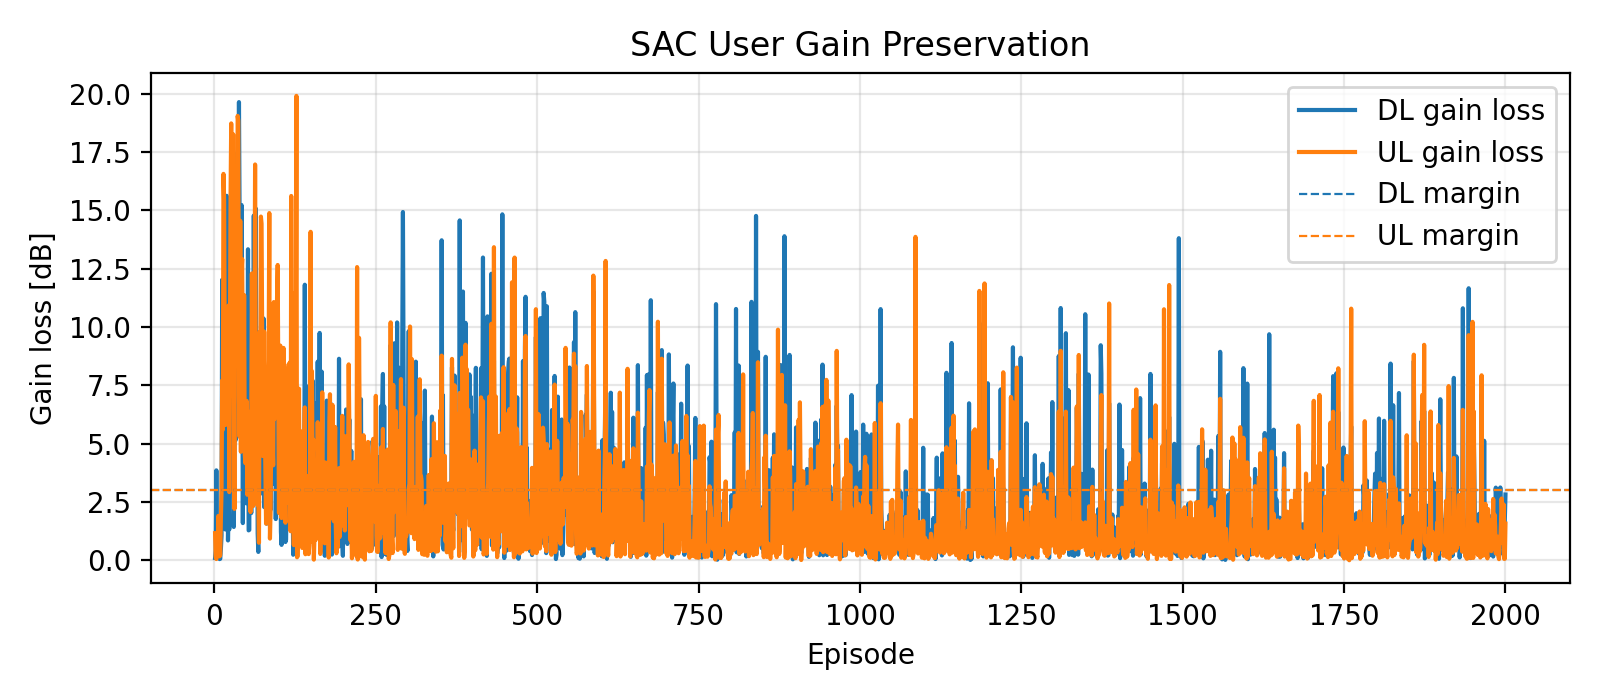 SAC User Gain Preservation
Gain loss [dB]
20.0
17.5
15.0
12.5
10.0
7.5
5.0
2.5
0.0
DL gain loss
UL gain loss
DL margin
UL margin
0 250 500 750 1000 1250 1500 1750 2000
Episode